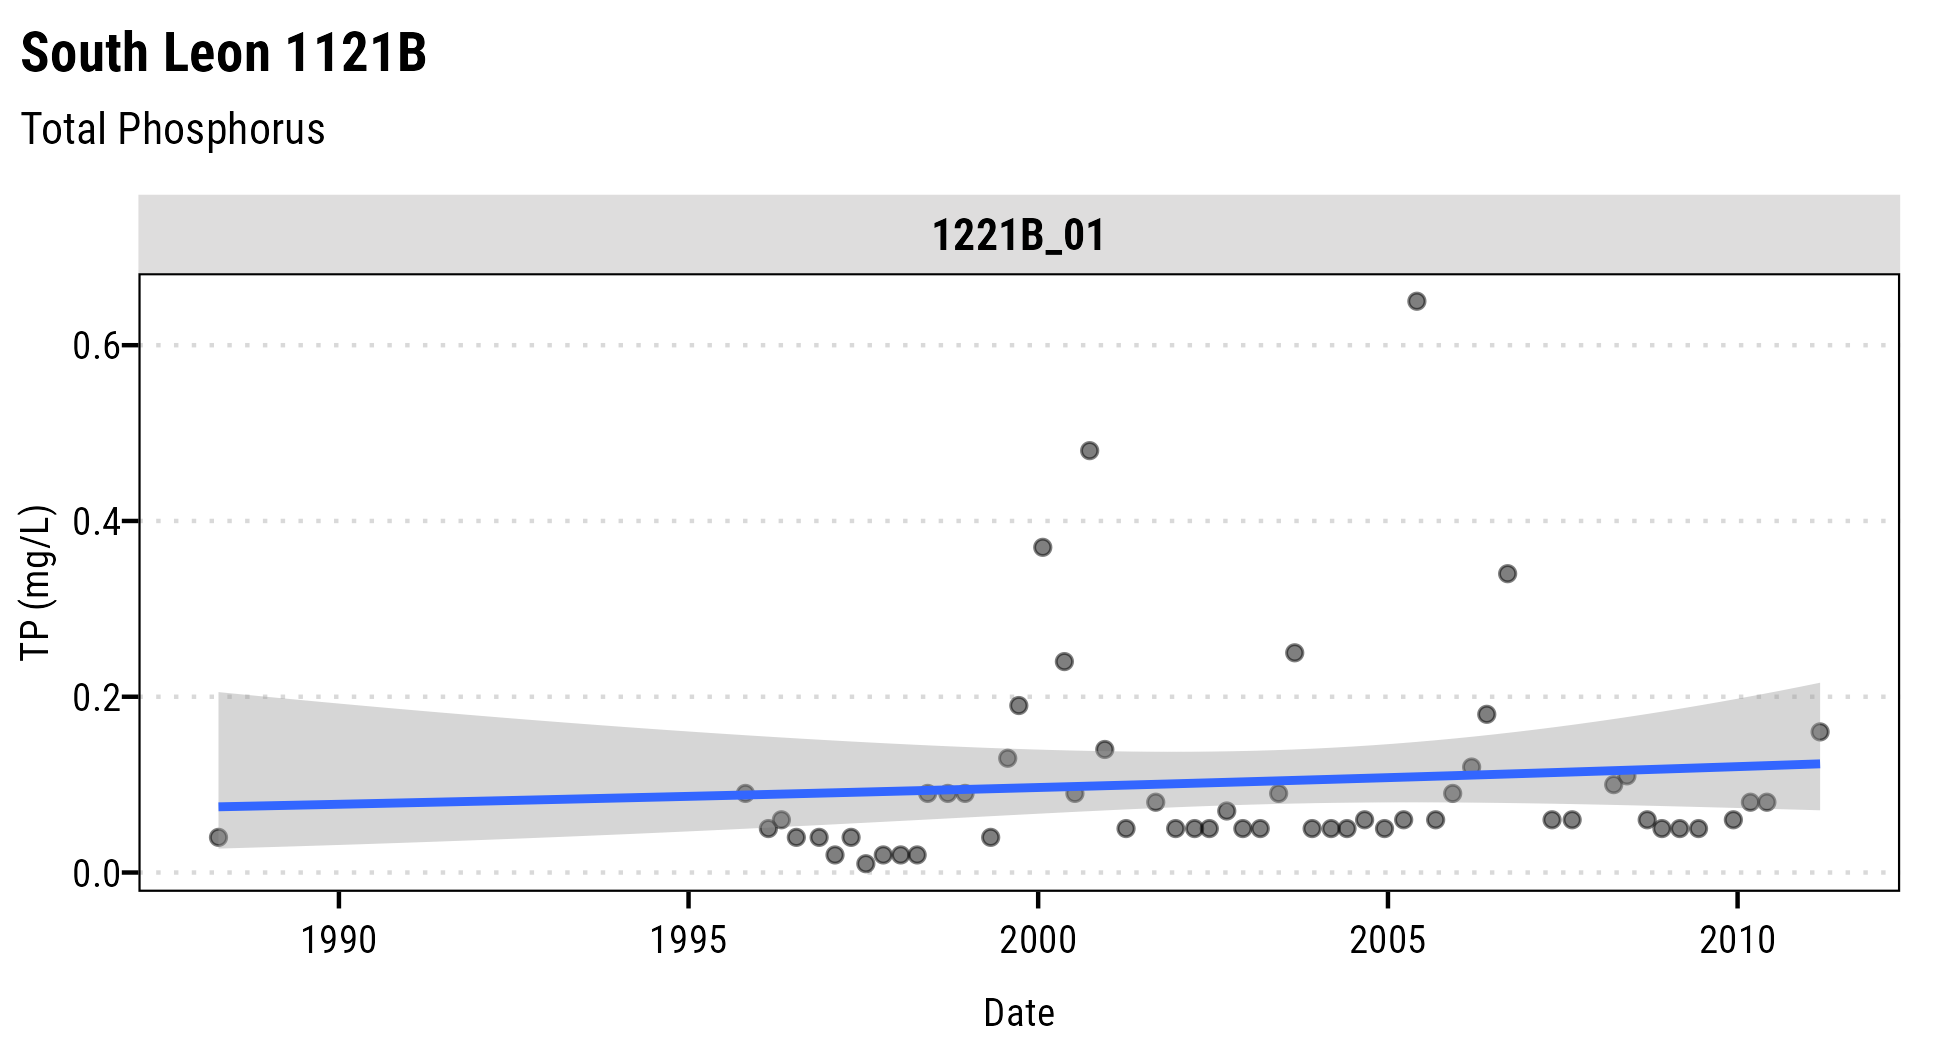 South Leon 1121B
Total Phosphorus
1221B_01
TP (mg/L)
0.6
0.4
0.2
0.0
1990 1995 2000 2005 2010
Date